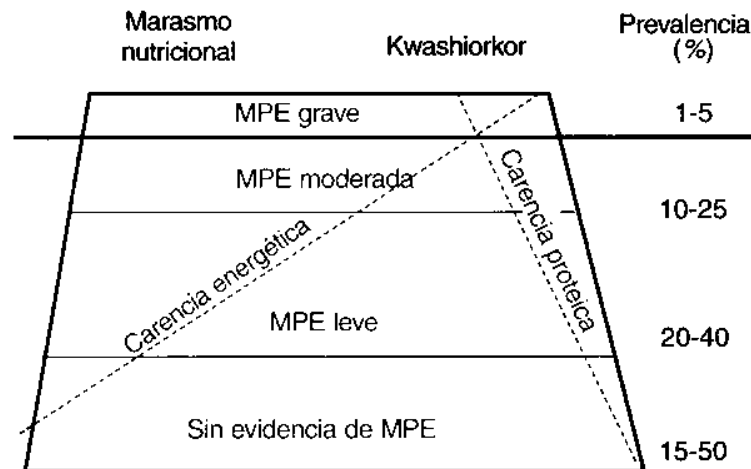 Marasmo
nutricional
Kwashiorkor
Prevalencia
(%)
MPE grave
1-5
MPE moderada
10-25
Carencia energética
Carencia proteica
MPE leve
20-40
Sin evidencia de MPE
15-50